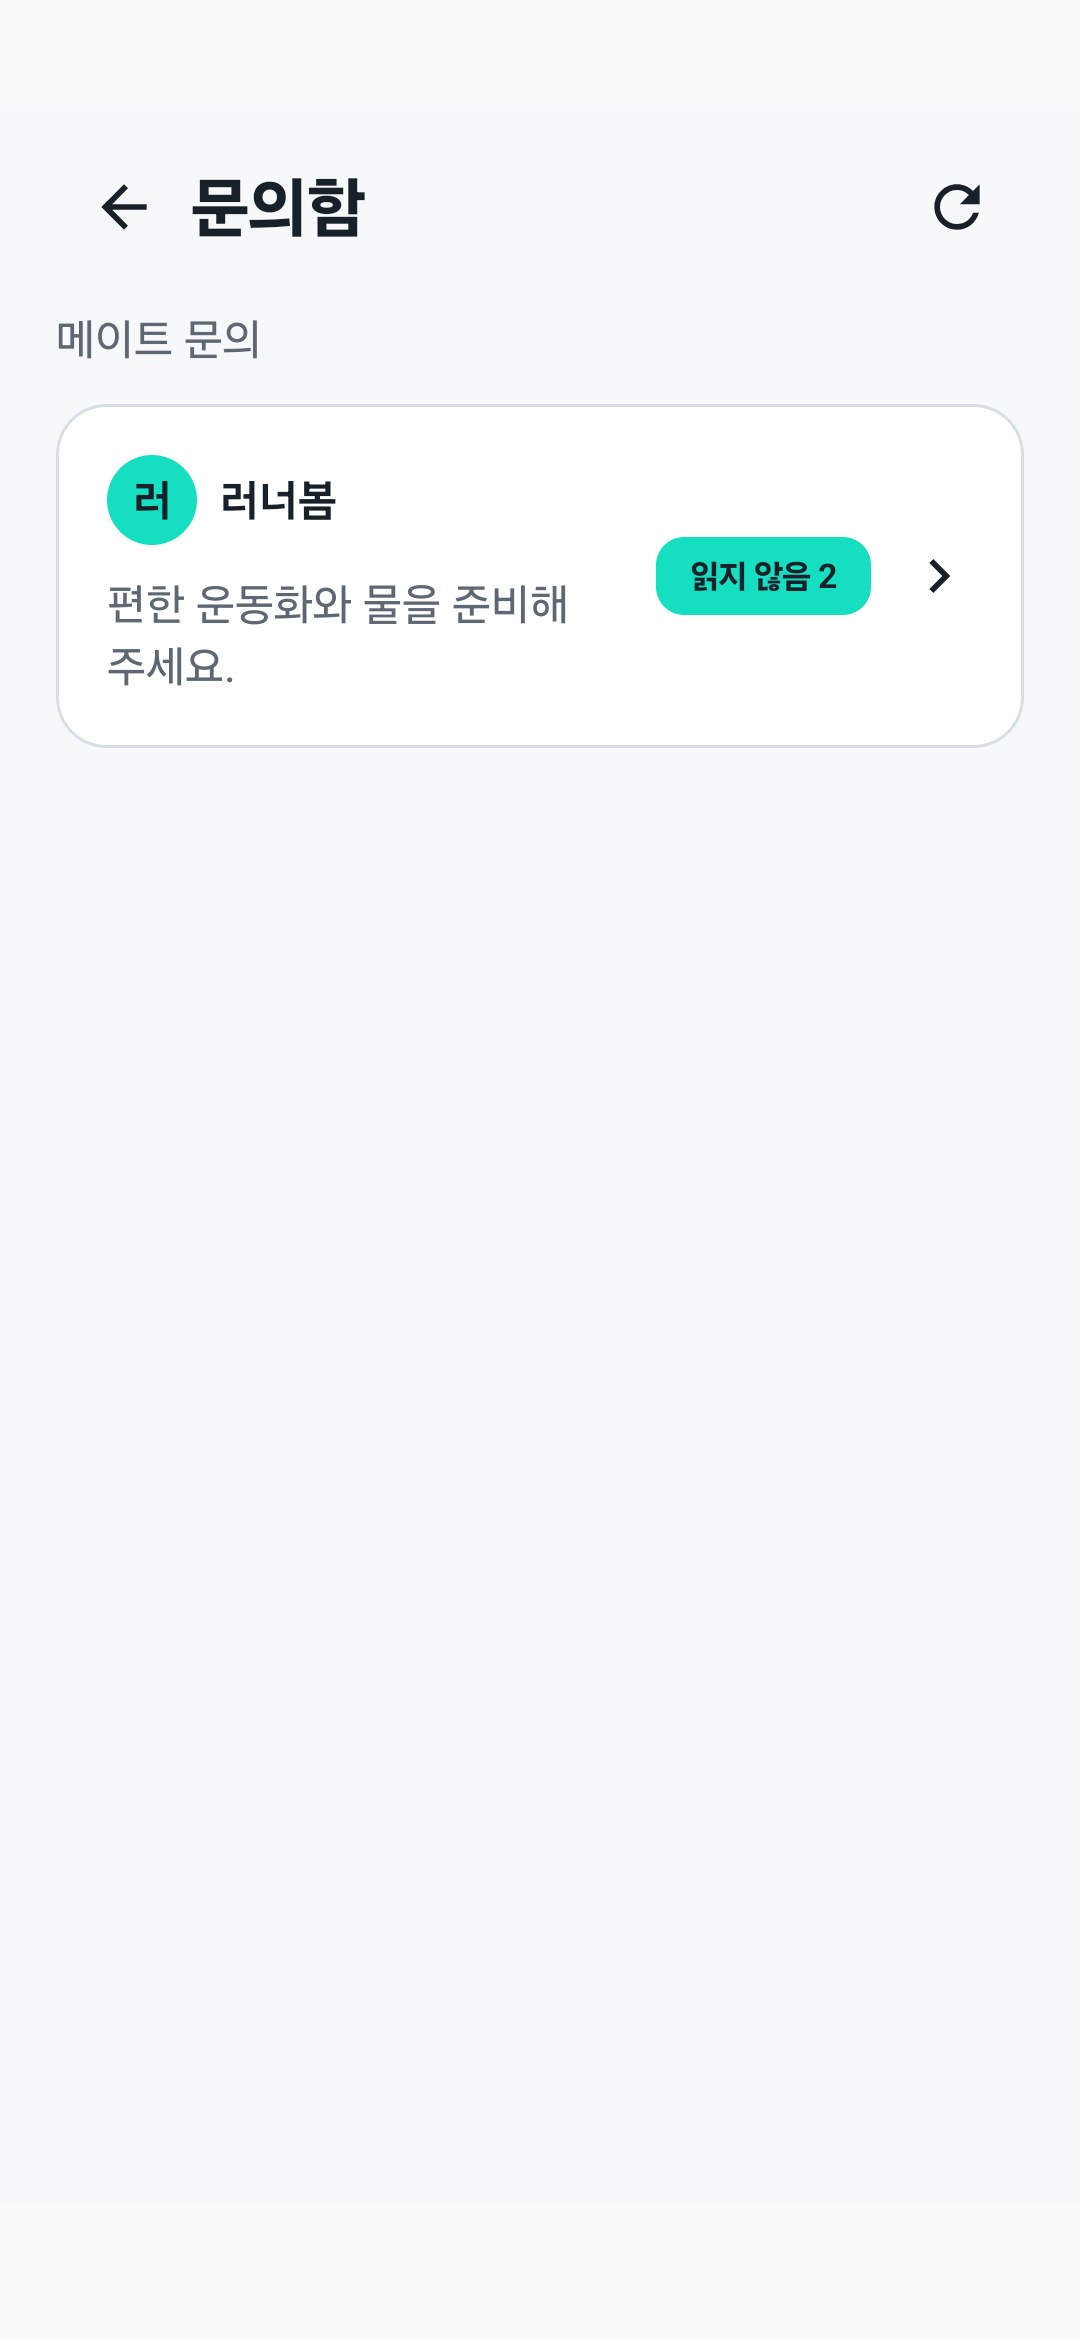 문의함
메이트 문의
러 러너봄
편한 운동화와 물을 준비해
주세요.
읽지 않음 2